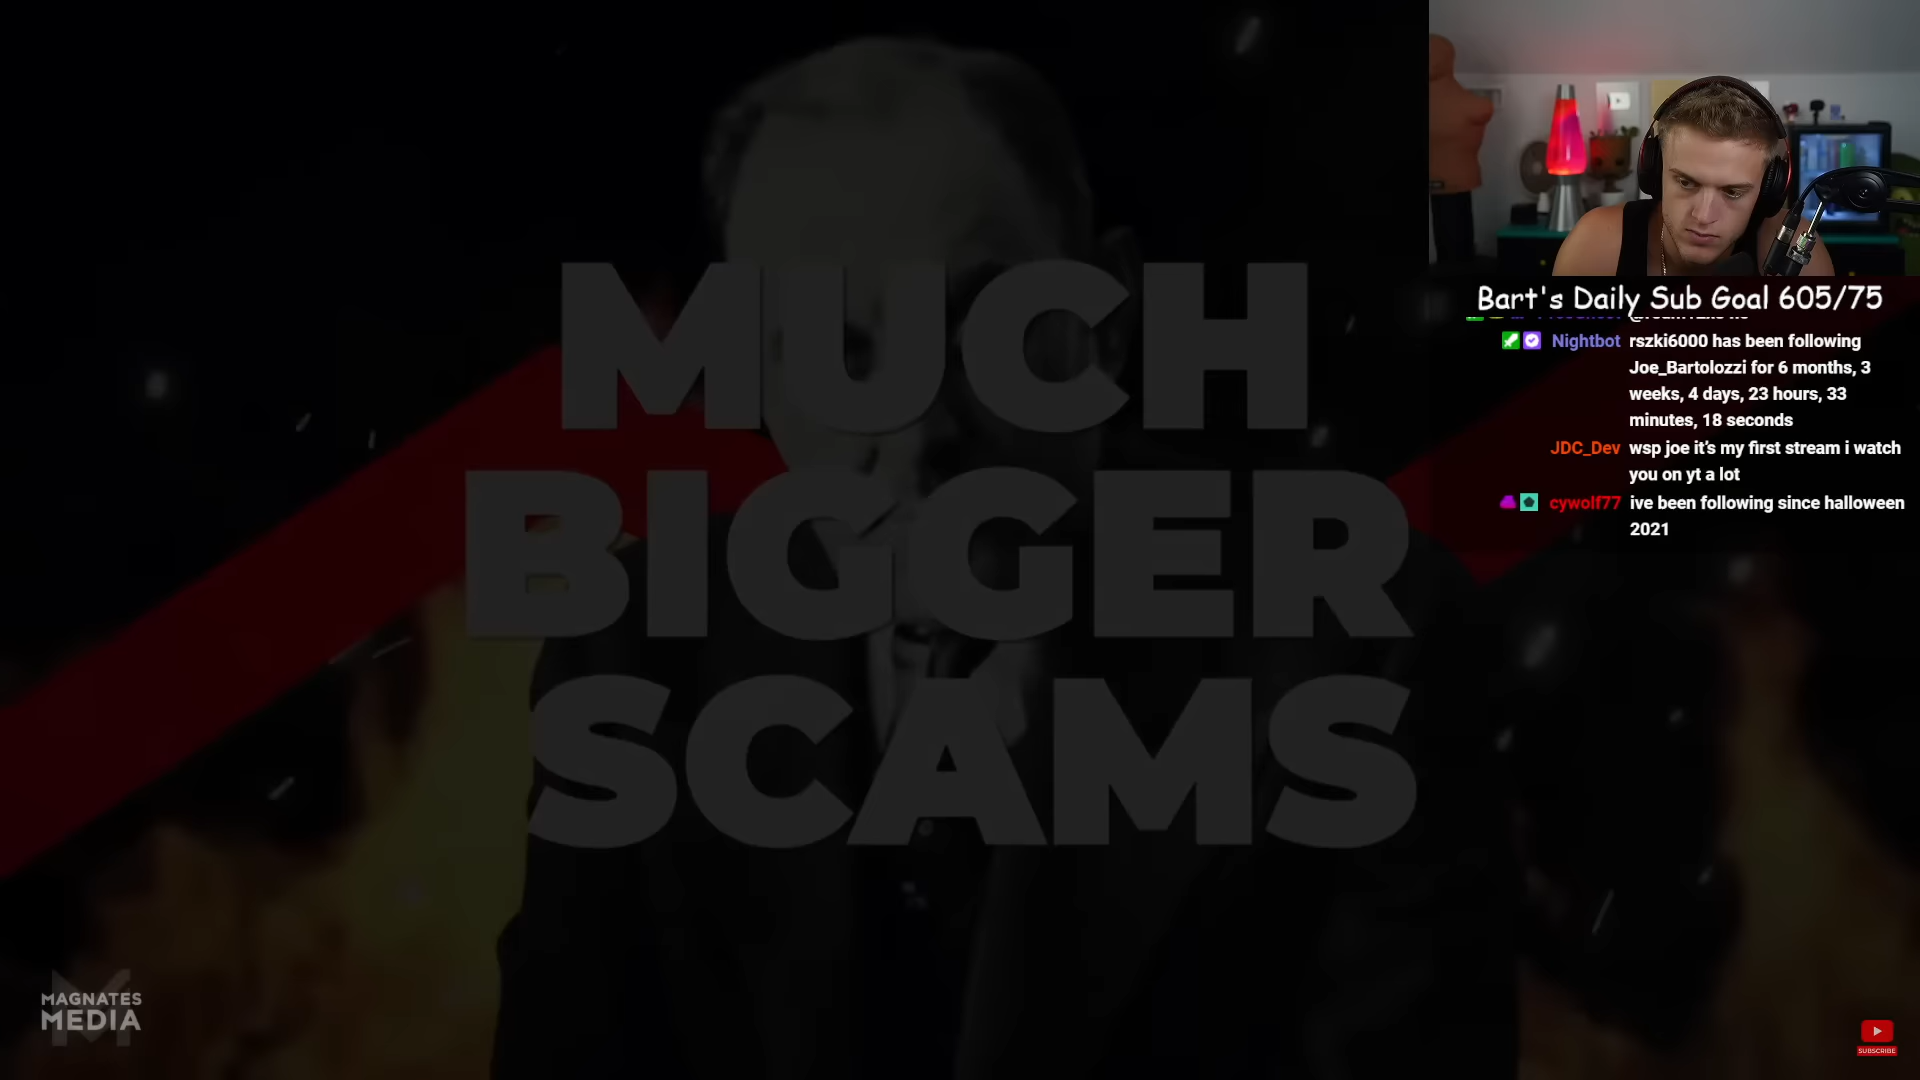 MUCH
BIGGER
SCAMS
Bart's Daily Sub Goal 605/75
Nightbot rszki6000 has been following
Joe_Bartolozzi for 6 months, 3
weeks, 4 days, 23 hours, 33
minutes, 18 seconds
JDC_Dev wsp joe it's my first stream i watch
you on yt a lot
cywolf77 ive been following since halloween
2021
MAGNATES
MEDIA
SUBSCRIBE